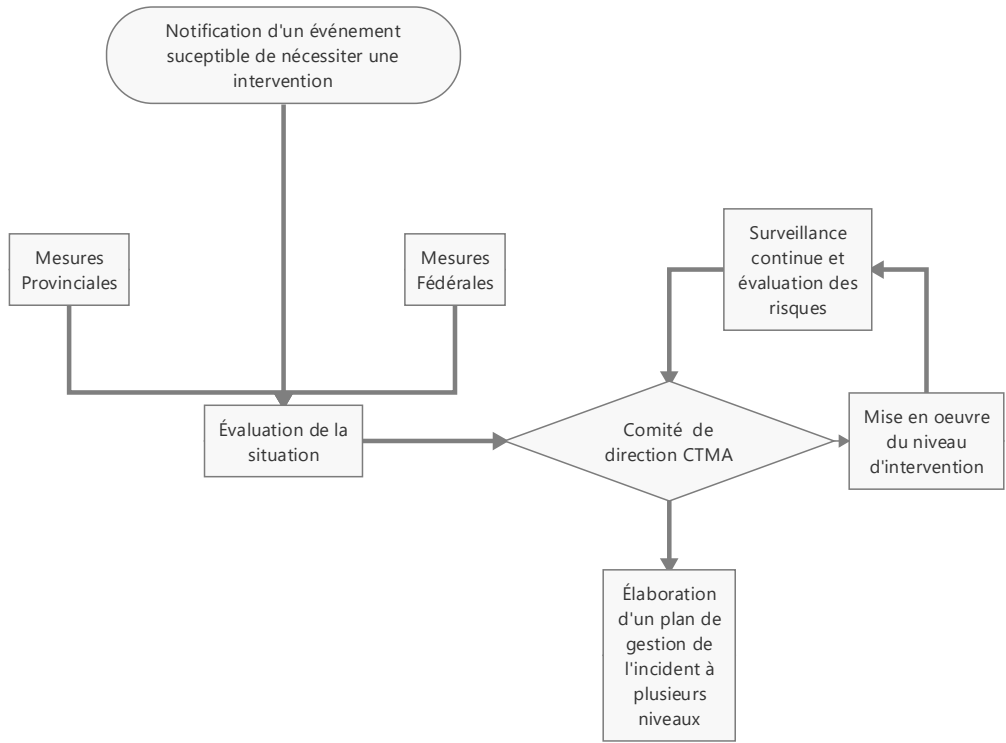 Notification d'un événement
suceptible de nécessiter une
intervention
Mesures
Provinciales
Mesures
Fédérales
Surveillance
continue et
évaluation des
risques
Évaluation de la
situation
Comité de
direction CTMA
Mise en oeuvre
du niveau
d'intervention
Élaboration
d'un plan de
gestion de
l'incident à
plusieurs
niveaux